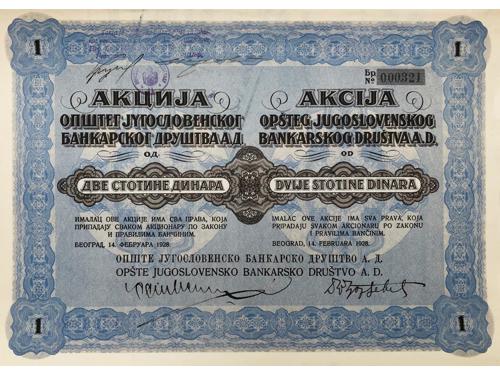 1
1
Бр
№ 000321
АКЦИЈА
ОПШТЕГ ЈУГОСЛОВЕНСКОГ
БАНКАРСКОГ ДРУШТВА А.Д.
ОД
ДВЕ СТОТИНЕ ДИНАРА
ИМАЛАЦ ОВЕ АКЦИЈЕ ИМА СВА ПРАВА, КОЈА
ПРИПАДАЈУ СВАКОМ АКЦИОНАРУ ПО ЗАКОНУ
И ПРАВИЛИМА БАНЧИНИМ.
БЕОГРАД, 14. ФЕБРУАРА 1928.
AKCIJA
OPŠTEG JUGOSLOVENSKOG
BANKARSKOG DRUŠTVA A.D.
OD
DVIJE STOTINE DINARA
IMALAC OVE AKCIJE IMA SVA PRAVA, KOJA
PRIPADAJU SVAKOM AKCIONARU PO ZAKONU
I PRAVILIMA BANČINIM.
BEOGRAD, 14. FEBRUARA 1928.
ОПШТЕ ЈУГОСЛОВЕНСКО БАНКАРСКО ДРУШТВО А. Д.
OPŠTE JUGOSLOVENSKO BANKARSKO DRUŠTVO A. D.
1
1